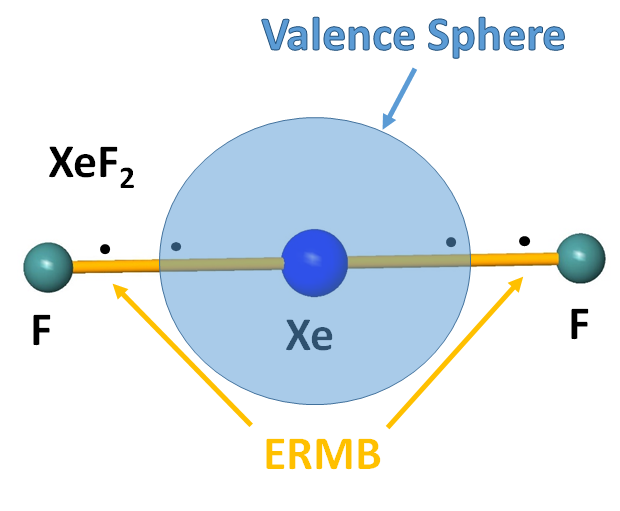 Valence Sphere
XeF₂
F
Xe
F
ERMB